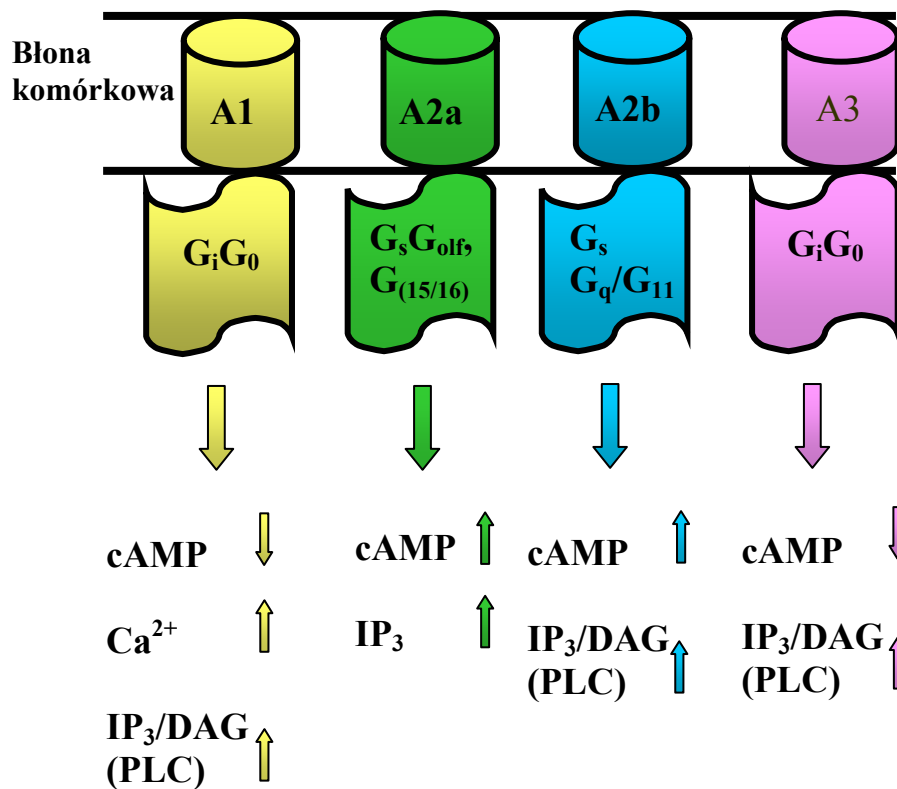 Błona
komórkowa
A1
A2a
A2b
A3
GᵢG₀
GₛGolf,
G(15/16)
Gₛ
Gq/G₁₁
GᵢG₀
cAMP
Ca²⁺
IP₃/DAG
(PLC)
cAMP
IP₃
cAMP
IP₃/DAG
(PLC)
cAMP
IP₃/DAG
(PLC)